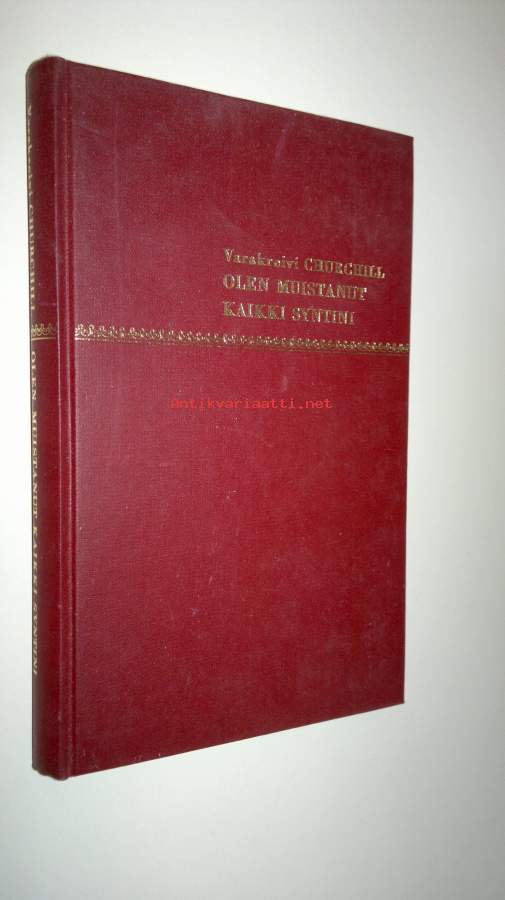 Varakreivi CHURCHILL
OLEN MUISTANUT
KAIKKI SYNTINI
Antikvariaatti.net
Varakreivi CHURCHILL
OLEN MUISTANUT KAIKKI SYNTINI